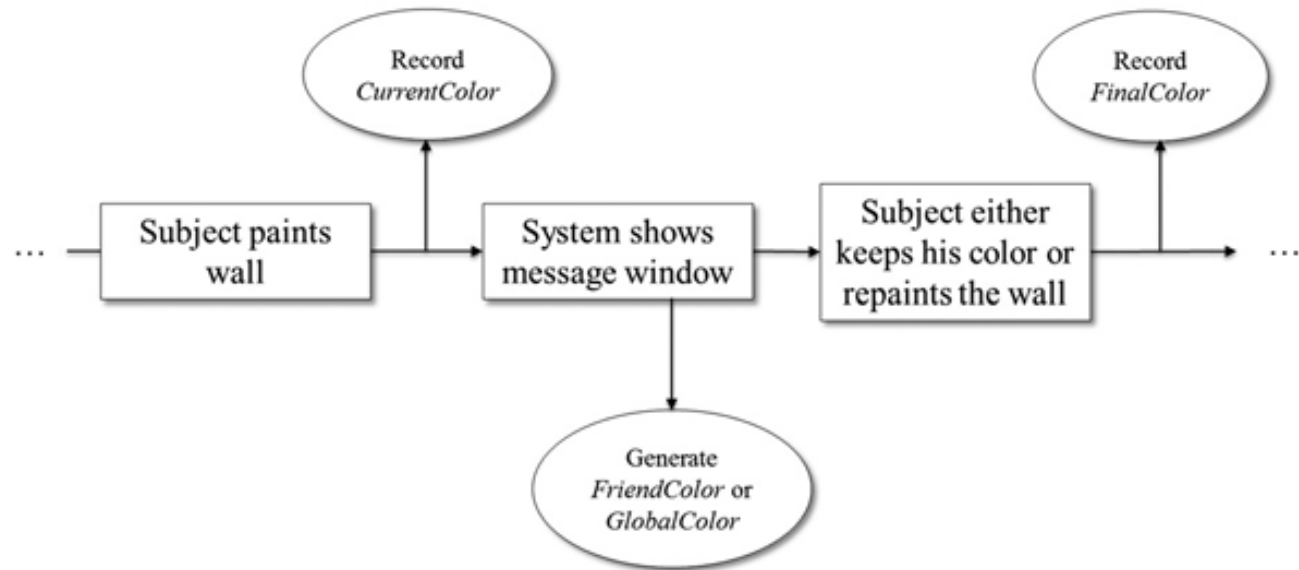 Record
CurrentColor
Record
FinalColor
...
Subject paints
wall
System shows
message window
Subject either
keeps his color or
repaints the wall
...
Generate
FriendColor or
GlobalColor